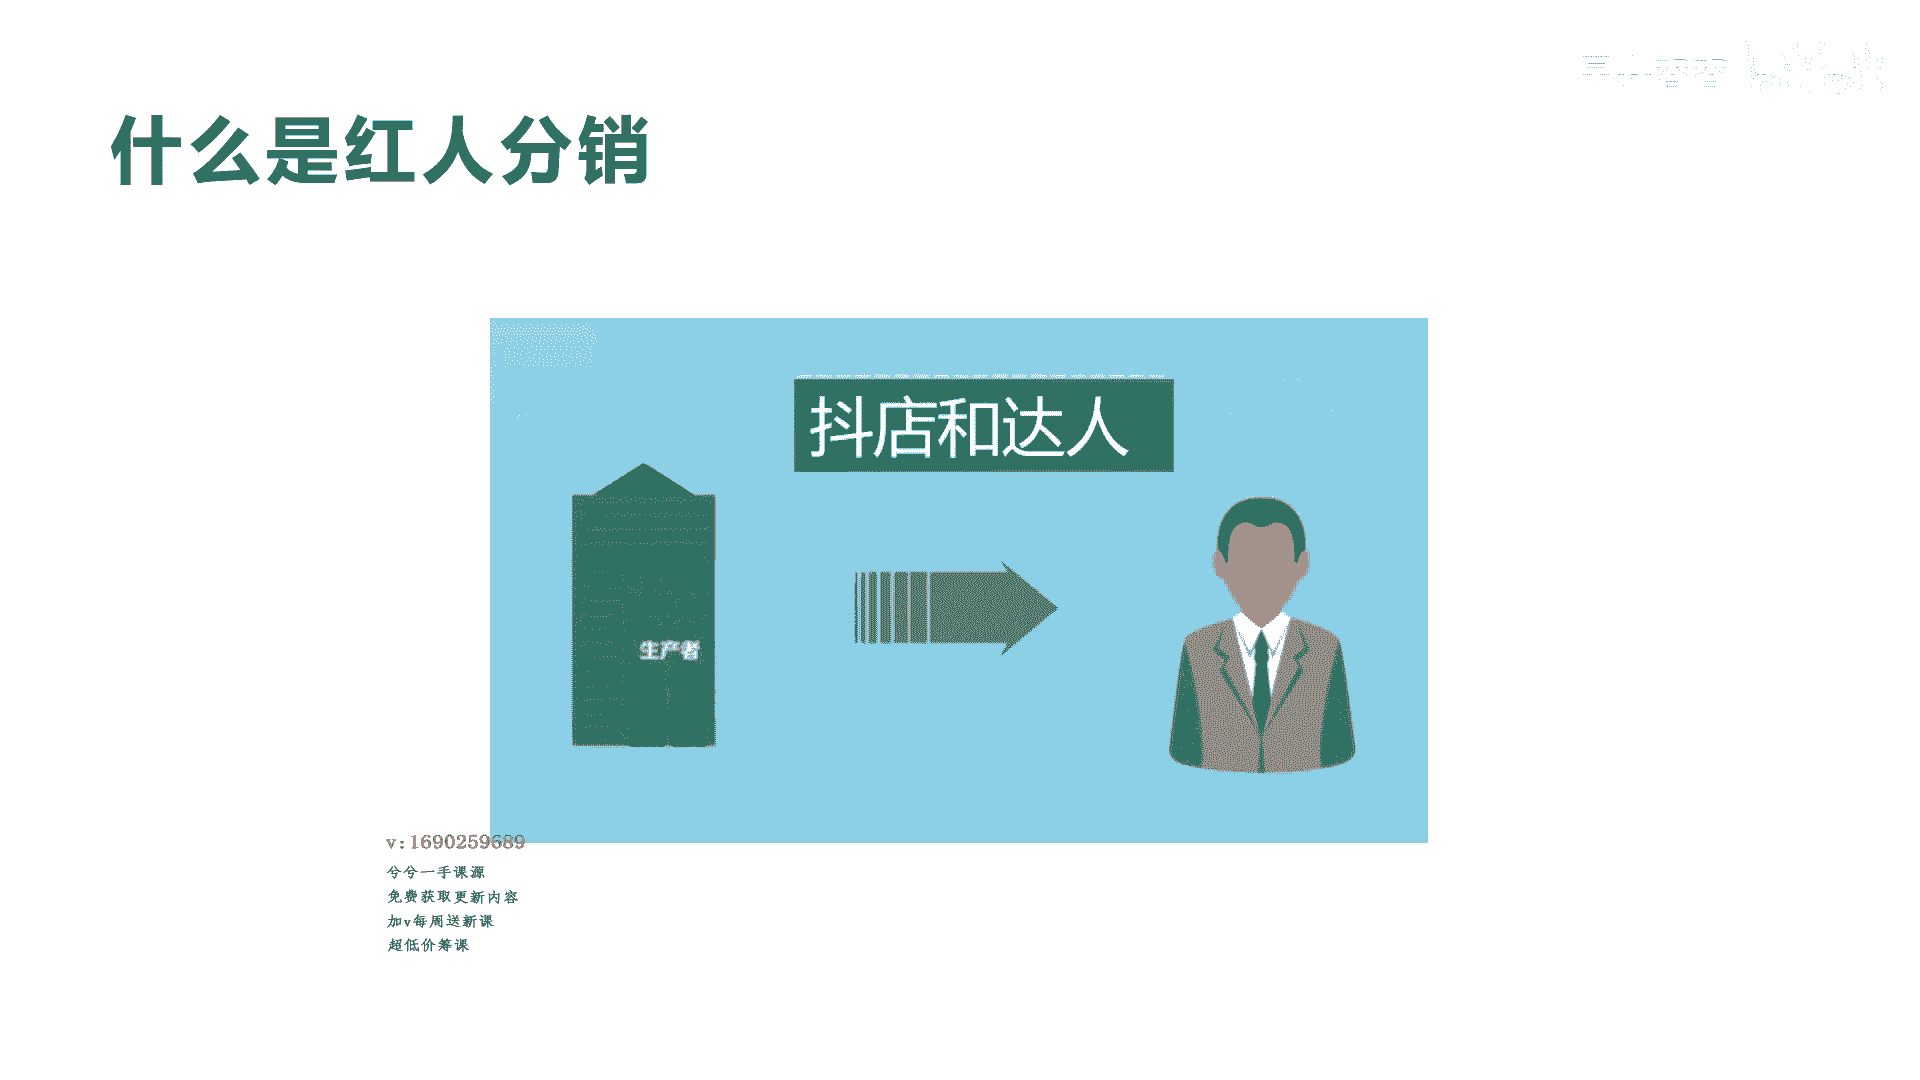 什么是红人分销
抖店和达人
生产者
v:1690259689
兮兮一手课源
免费获取更新内容
加v每周送新课
超低价筹课